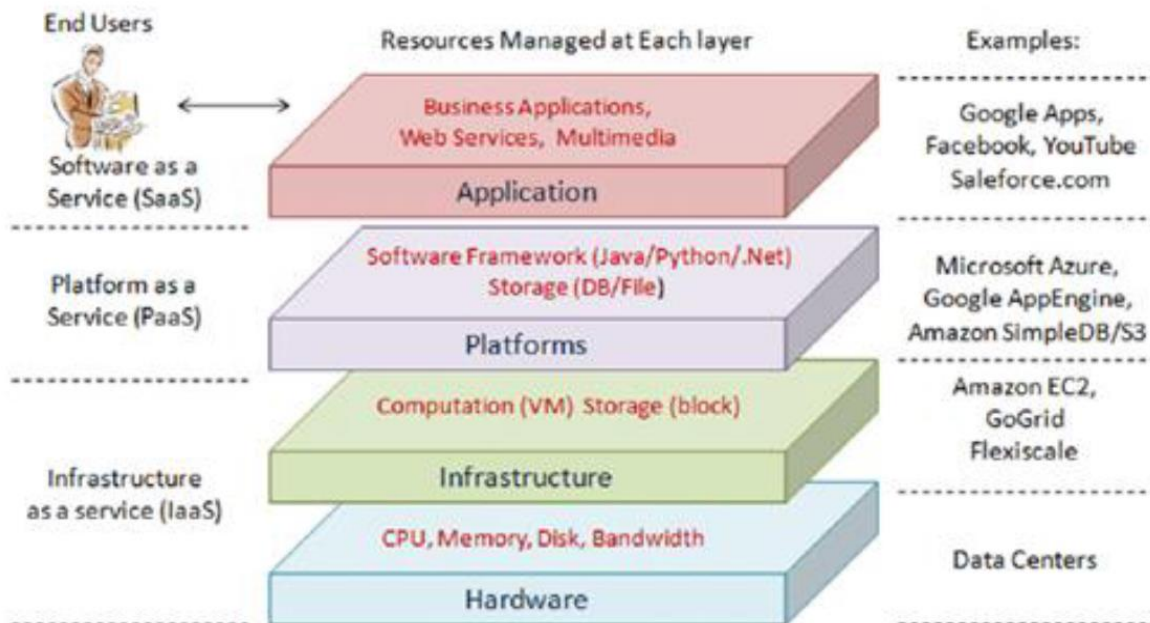 End Users
Resources Managed at Each layer
Examples:
Business Applications,
Web Services, Multimedia
Application
Software as a
Service (SaaS)
Google Apps,
Facebook, YouTube
Saleforce.com
Software Framework (Java/Python/.Net)
Storage (DB/File)
Platforms
Platform as a
Service (PaaS)
Microsoft Azure,
Google AppEngine,
Amazon SimpleDB/S3
Computation (VM) Storage (block)
Infrastructure
Amazon EC2,
GoGrid
Flexiscale
Infrastructure
as a service (IaaS)
CPU, Memory, Disk, Bandwidth
Hardware
Data Centers